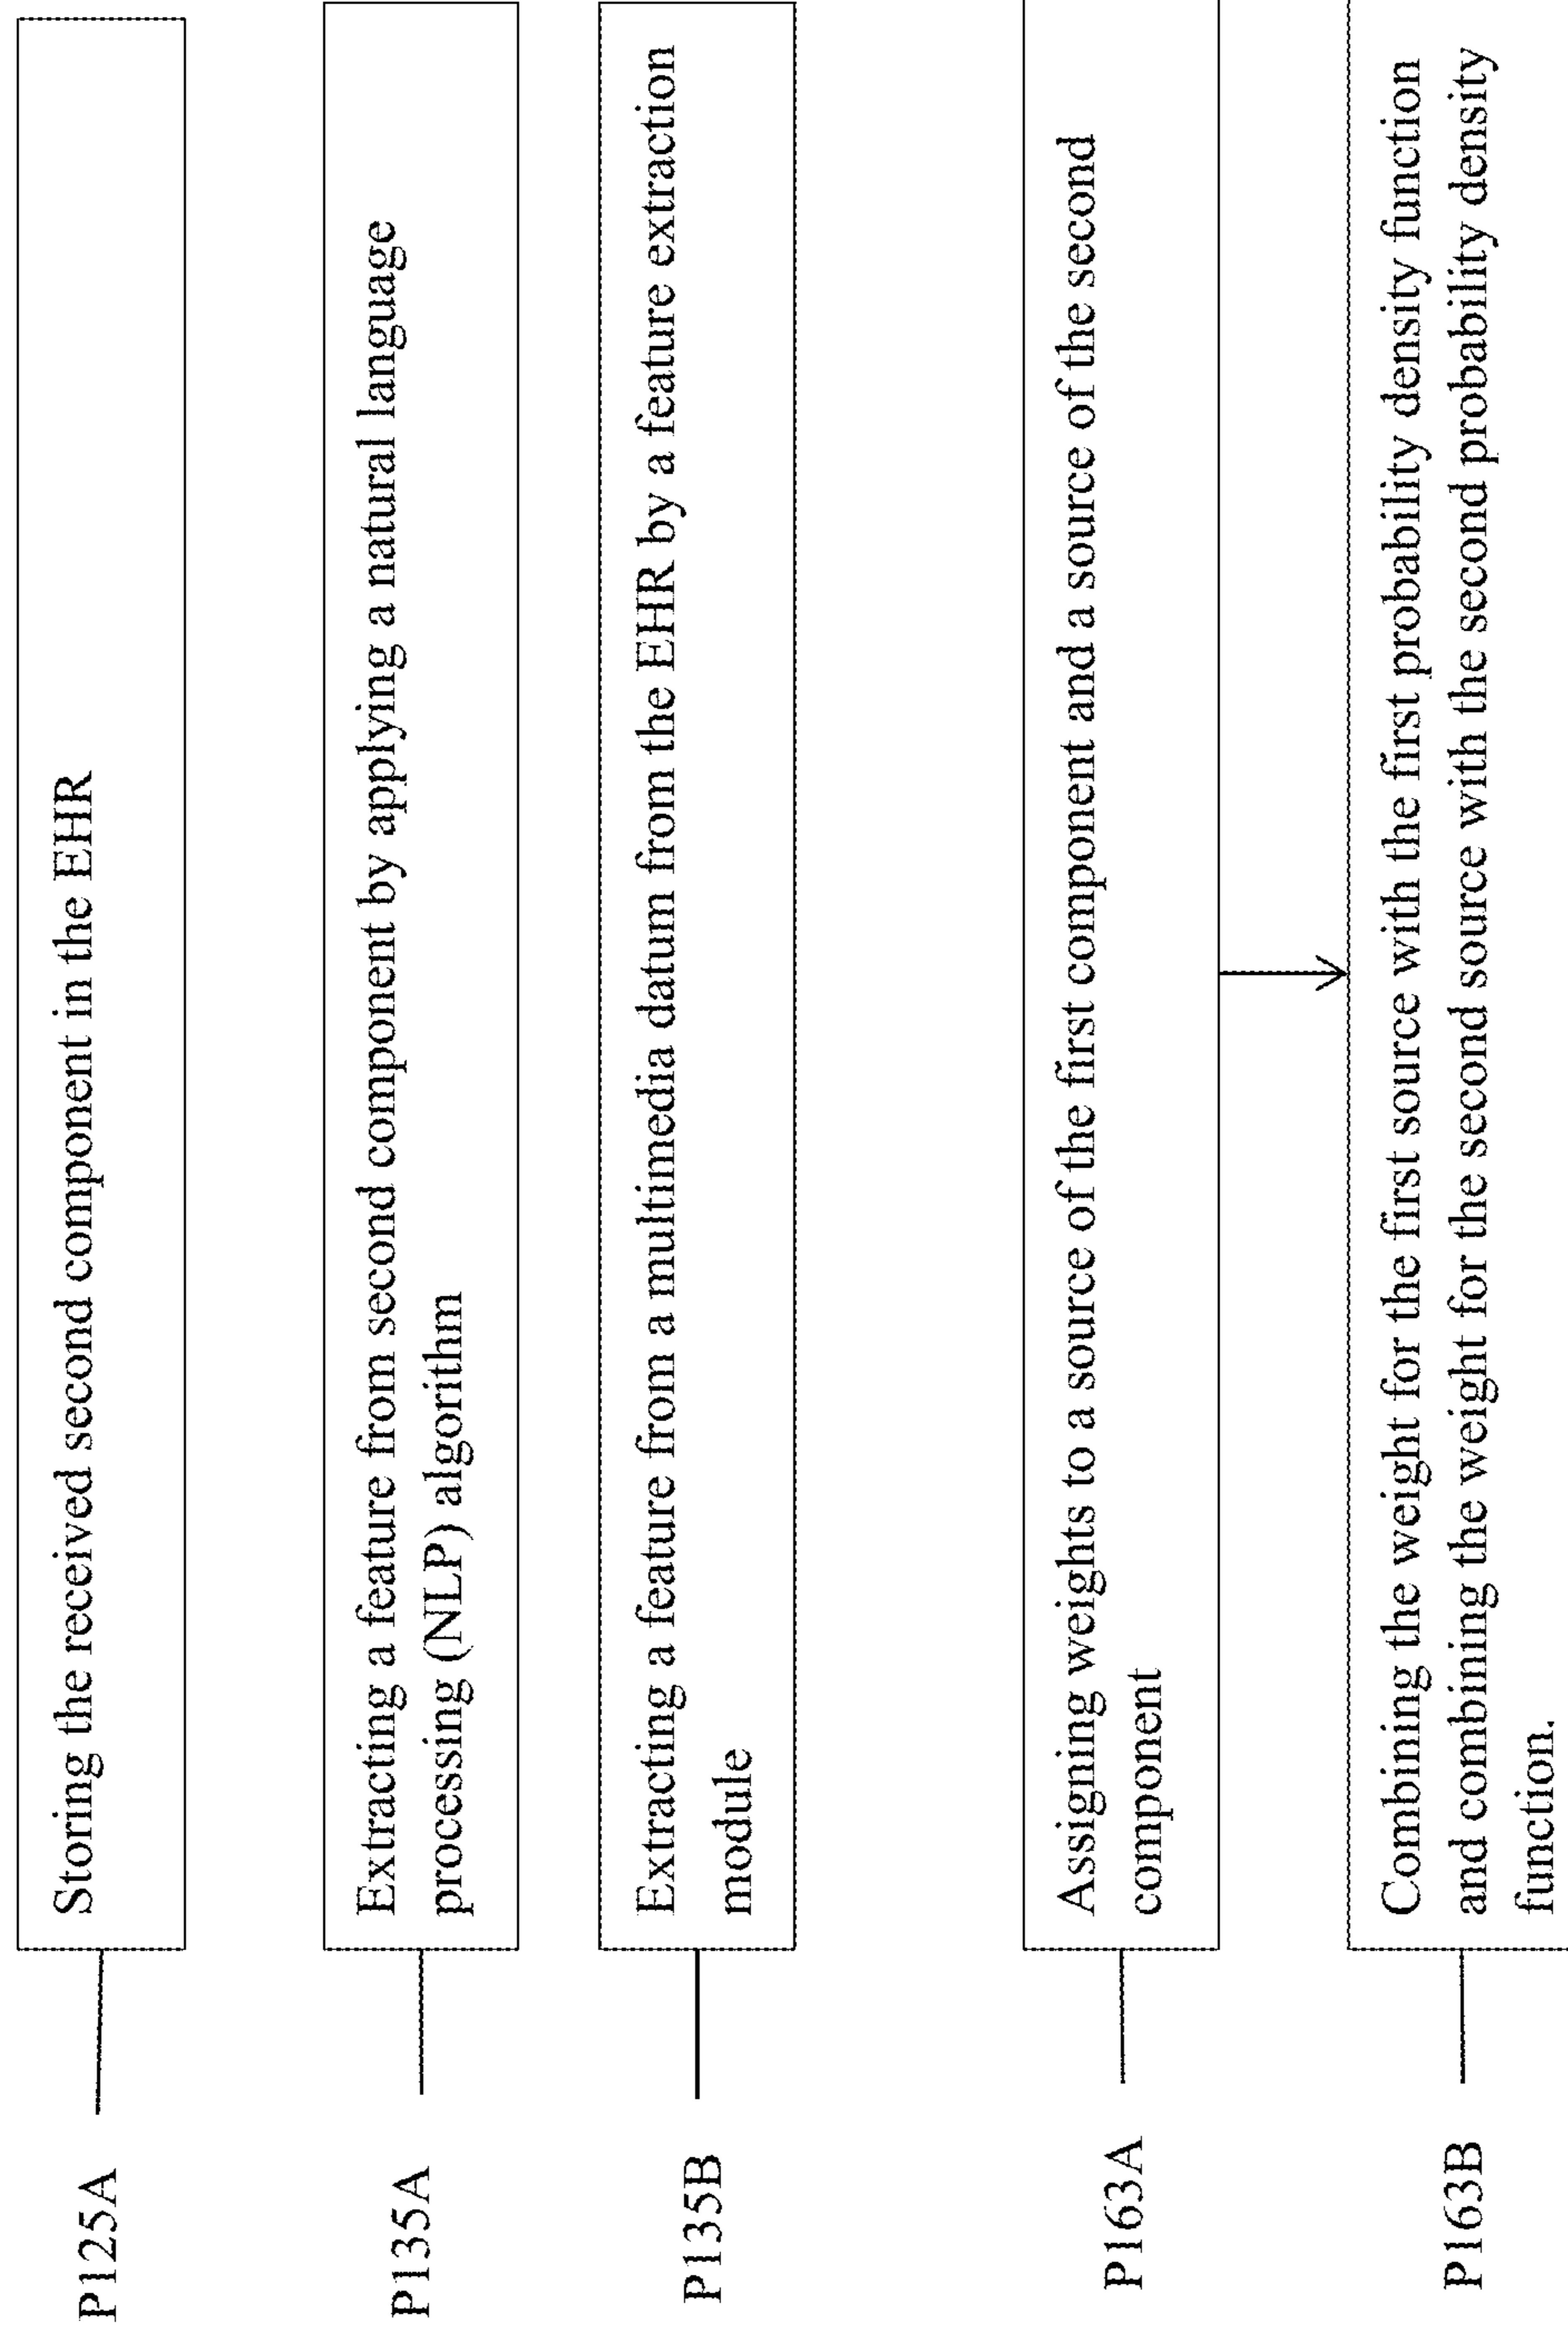 P125A
Storing the received second component in the EHR
P135A
Extracting a feature from second component by applying a natural language
processing (NLP) algorithm
P135B
Extracting a feature from a multimedia datum from the EHR by a feature extraction
module
P163A
Assigning weights to a source of the first component and a source of the second
component
P163B
Combining the weight for the first source with the first probability density function
and combining the weight for the second source with the second probability density
function.